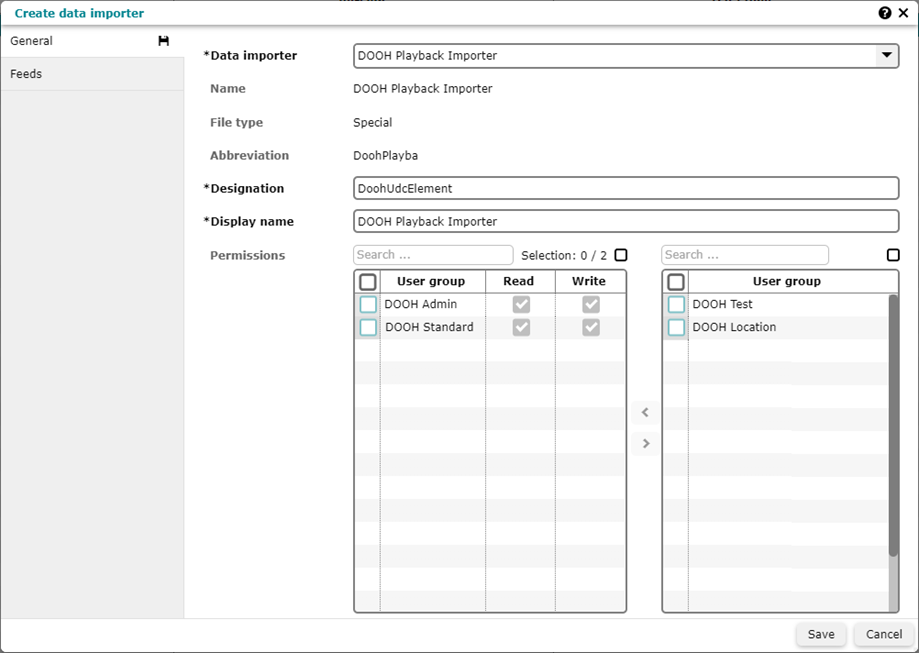 Create data importer
General
Feeds
*Data importer DOOH Playback Importer
Name DOOH Playback Importer
File type Special
Abbreviation DoohPlayba
*Designation DoohUdcElement
*Display name DOOH Playback Importer
Permissions Search ... Selection: 0 / 2 Search ...
User group Read Write User group
DOOH Admin DOOH Test
DOOH Standard DOOH Location
Save Cancel